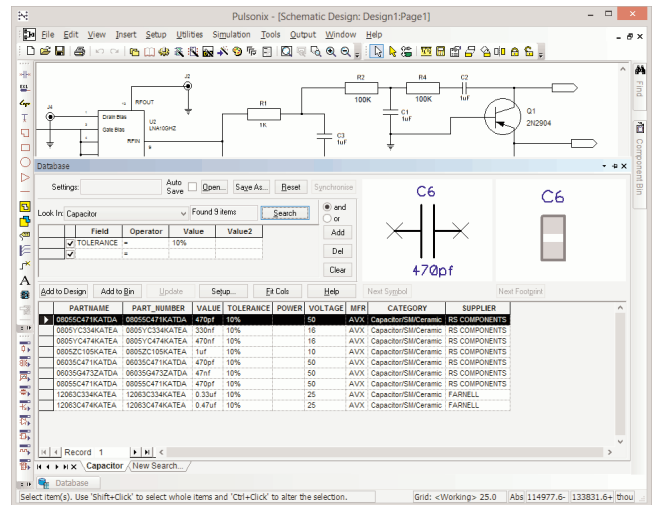 Pulsonix - [Schematic Design: Design1:Page1]
File Edit View Insert Setup Utilities Simulation Tools Output Window Help
J2
R2
100K
R4
100K
C2
1uF
J4
RFOUT
Drain Bias
Gate Bias
U2
LNA10GHZ
RFIN
R1
1K
C1
1uF
C3
1uF
Q1
2N2904
Find
Component Bin
Database
Settings: Auto Save Open... Save As... Reset Synchronise
Look In: Capacitor Found 9 items Search and
or
Field Operator Value Value2 Add
TOLERANCE = 10%
= Del
Clear
C6
470pf
C6
Add to Design Add to Bin Update Setup... Fit Cols Help Next Symbol Next Footprint
PARTNAME PART_NUMBER VALUE TOLERANCE POWER VOLTAGE MFR CATEGORY SUPPLIER
08055C471KATDA 08055C471KATDA 470pf 10% 50 AVX Capacitor/SM/Ceramic RS COMPONENTS
0805YC334KATEA 0805YC334KATEA 330nf 10% 16 AVX Capacitor/SM/Ceramic RS COMPONENTS
0805YC474KATEA 0805YC474KATEA 470nf 10% 16 AVX Capacitor/SM/Ceramic RS COMPONENTS
0805ZC105KATEA 0805ZC105KATEA 1uf 10% 10 AVX Capacitor/SM/Ceramic RS COMPONENTS
06035C471KATEA 06035C471KATEA 470pf 10% 50 AVX Capacitor/SM/Ceramic RS COMPONENTS
06035G473ZATEA 06035G473ZATEA 47nf 10% 50 AVX Capacitor/SM/Ceramic RS COMPONENTS
08055C471KATEA 08055C471KATDA 470pf 10% 50 AVX Capacitor/SM/Ceramic RS COMPONENTS
12063C334KATEA 12063C334KATEA 0.33uf 10% 25 AVX Capacitor/SM/Ceramic FARNELL
12063C474KATEA 12063C474KATEA 0.47uf 10% 25 AVX Capacitor/SM/Ceramic FARNELL
Record 1
Capacitor New Search...
Database
Select item(s). Use 'Shift+Click' to select whole items and 'Ctrl+Click' to alter the selection. Grid: <Working> 25.0 Abs 114977.6- 133831.6+ thou